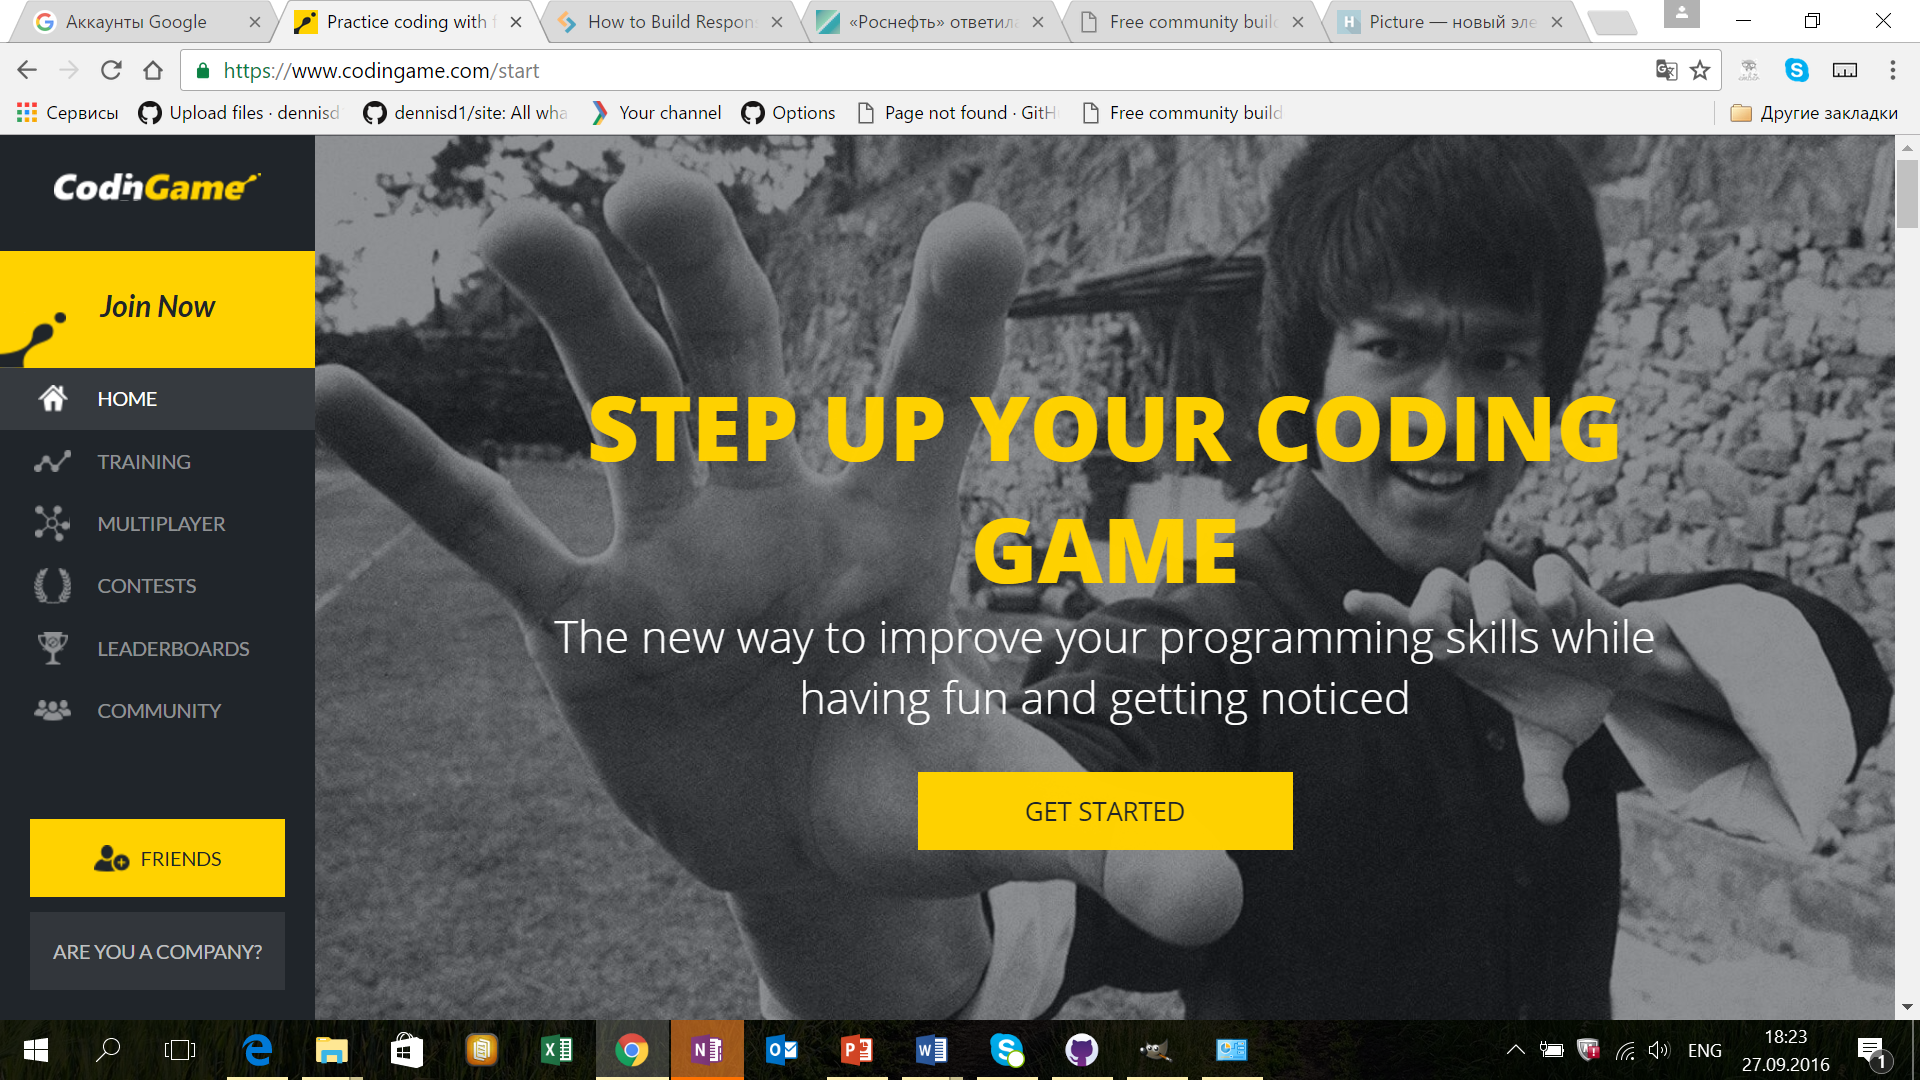 Аккаунты Google
Practice coding with f
How to Build Respon
«Роснефть» ответила
Free community build
Picture — новый эле
https://www.codingame.com/start
Сервисы
Upload files · dennisd
dennisd1/site: All wha
Your channel
Options
Page not found · GitH
Free community build
Другие закладки
CodinGame
Join Now
HOME
TRAINING
MULTIPLAYER
CONTESTS
LEADERBOARDS
COMMUNITY
FRIENDS
ARE YOU A COMPANY?
STEP UP YOUR CODING
GAME
The new way to improve your programming skills while
having fun and getting noticed
GET STARTED
ENG
18:23
27.09.2016
1